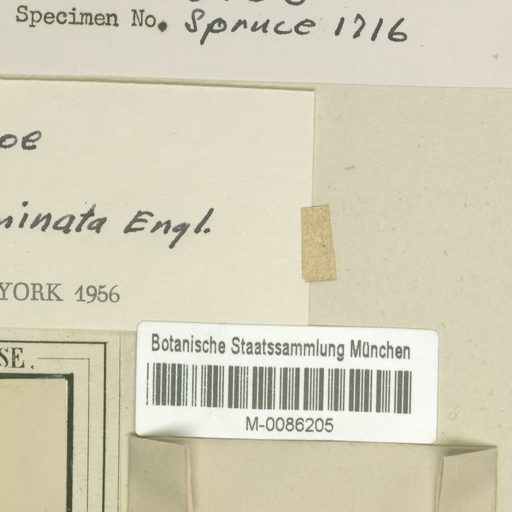 Specimen No. Spruce 1716
oe
minata Engl.
YORK 1956
SE.
Botanische Staatssammlung München
M-0086205